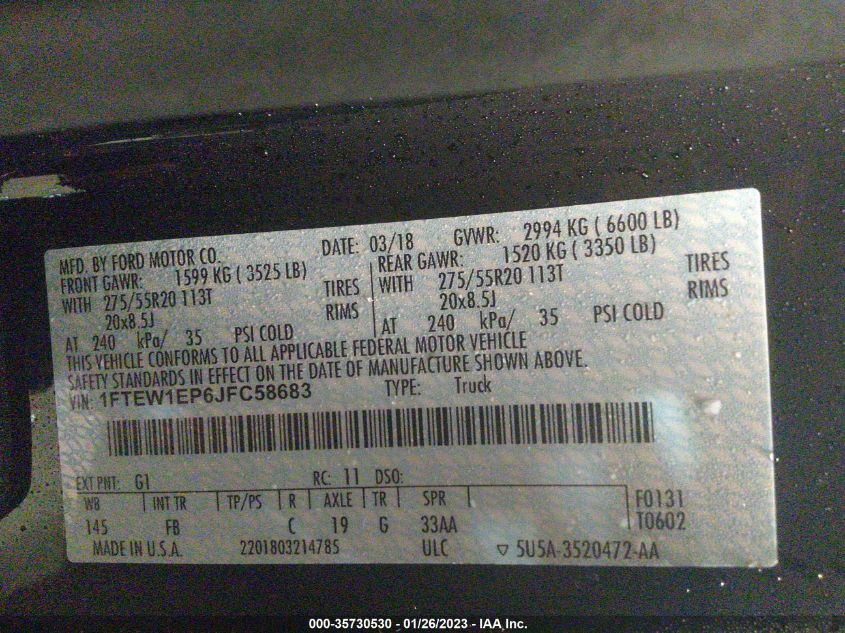 MFD. BY FORD MOTOR CO. DATE: 03/18 GVWR: 2994 KG ( 6600 LB)
FRONT GAWR: 1599 KG ( 3525 LB) REAR GAWR: 1520 KG ( 3350 LB)
WITH 275/55R20 113T TIRES WITH 275/55R20 113T TIRES
20x8.5J RIMS 20x8.5J RIMS
AT 240 kPa/ 35 PSI COLD AT 240 kPa/ 35 PSI COLD
THIS VEHICLE CONFORMS TO ALL APPLICABLE FEDERAL MOTOR VEHICLE
SAFETY STANDARDS IN EFFECT ON THE DATE OF MANUFACTURE SHOWN ABOVE.
VIN: 1FTEW1EP6JFC58683 TYPE: Truck
EXT PNT: G1 RC: 11 DSO:
WB INT TR TP/PS R AXLE TR SPR F0131
145 FB C 19 G 33AA T0602
MADE IN U.S.A. 2201803214785 ULC ▽ 5U5A-3520472-AA
000-35730530 - 01/26/2023 - IAA Inc.